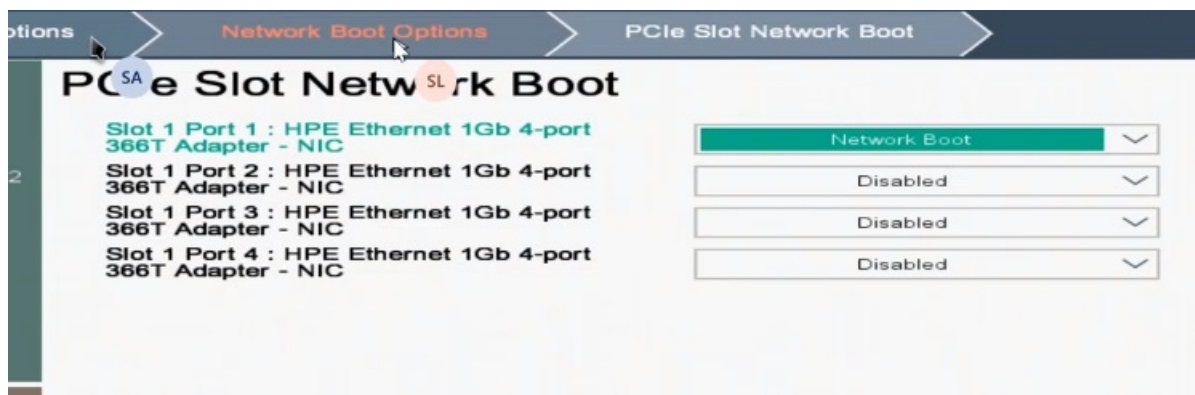 otions Network Boot Options PCIe Slot Network Boot
PCIe Slot Network Boot
SA SL
Slot 1 Port 1 : HPE Ethernet 1Gb 4-port
366T Adapter - NIC
Network Boot
Slot 1 Port 2 : HPE Ethernet 1Gb 4-port
366T Adapter - NIC
Disabled
Slot 1 Port 3 : HPE Ethernet 1Gb 4-port
366T Adapter - NIC
Disabled
Slot 1 Port 4 : HPE Ethernet 1Gb 4-port
366T Adapter - NIC
Disabled
2